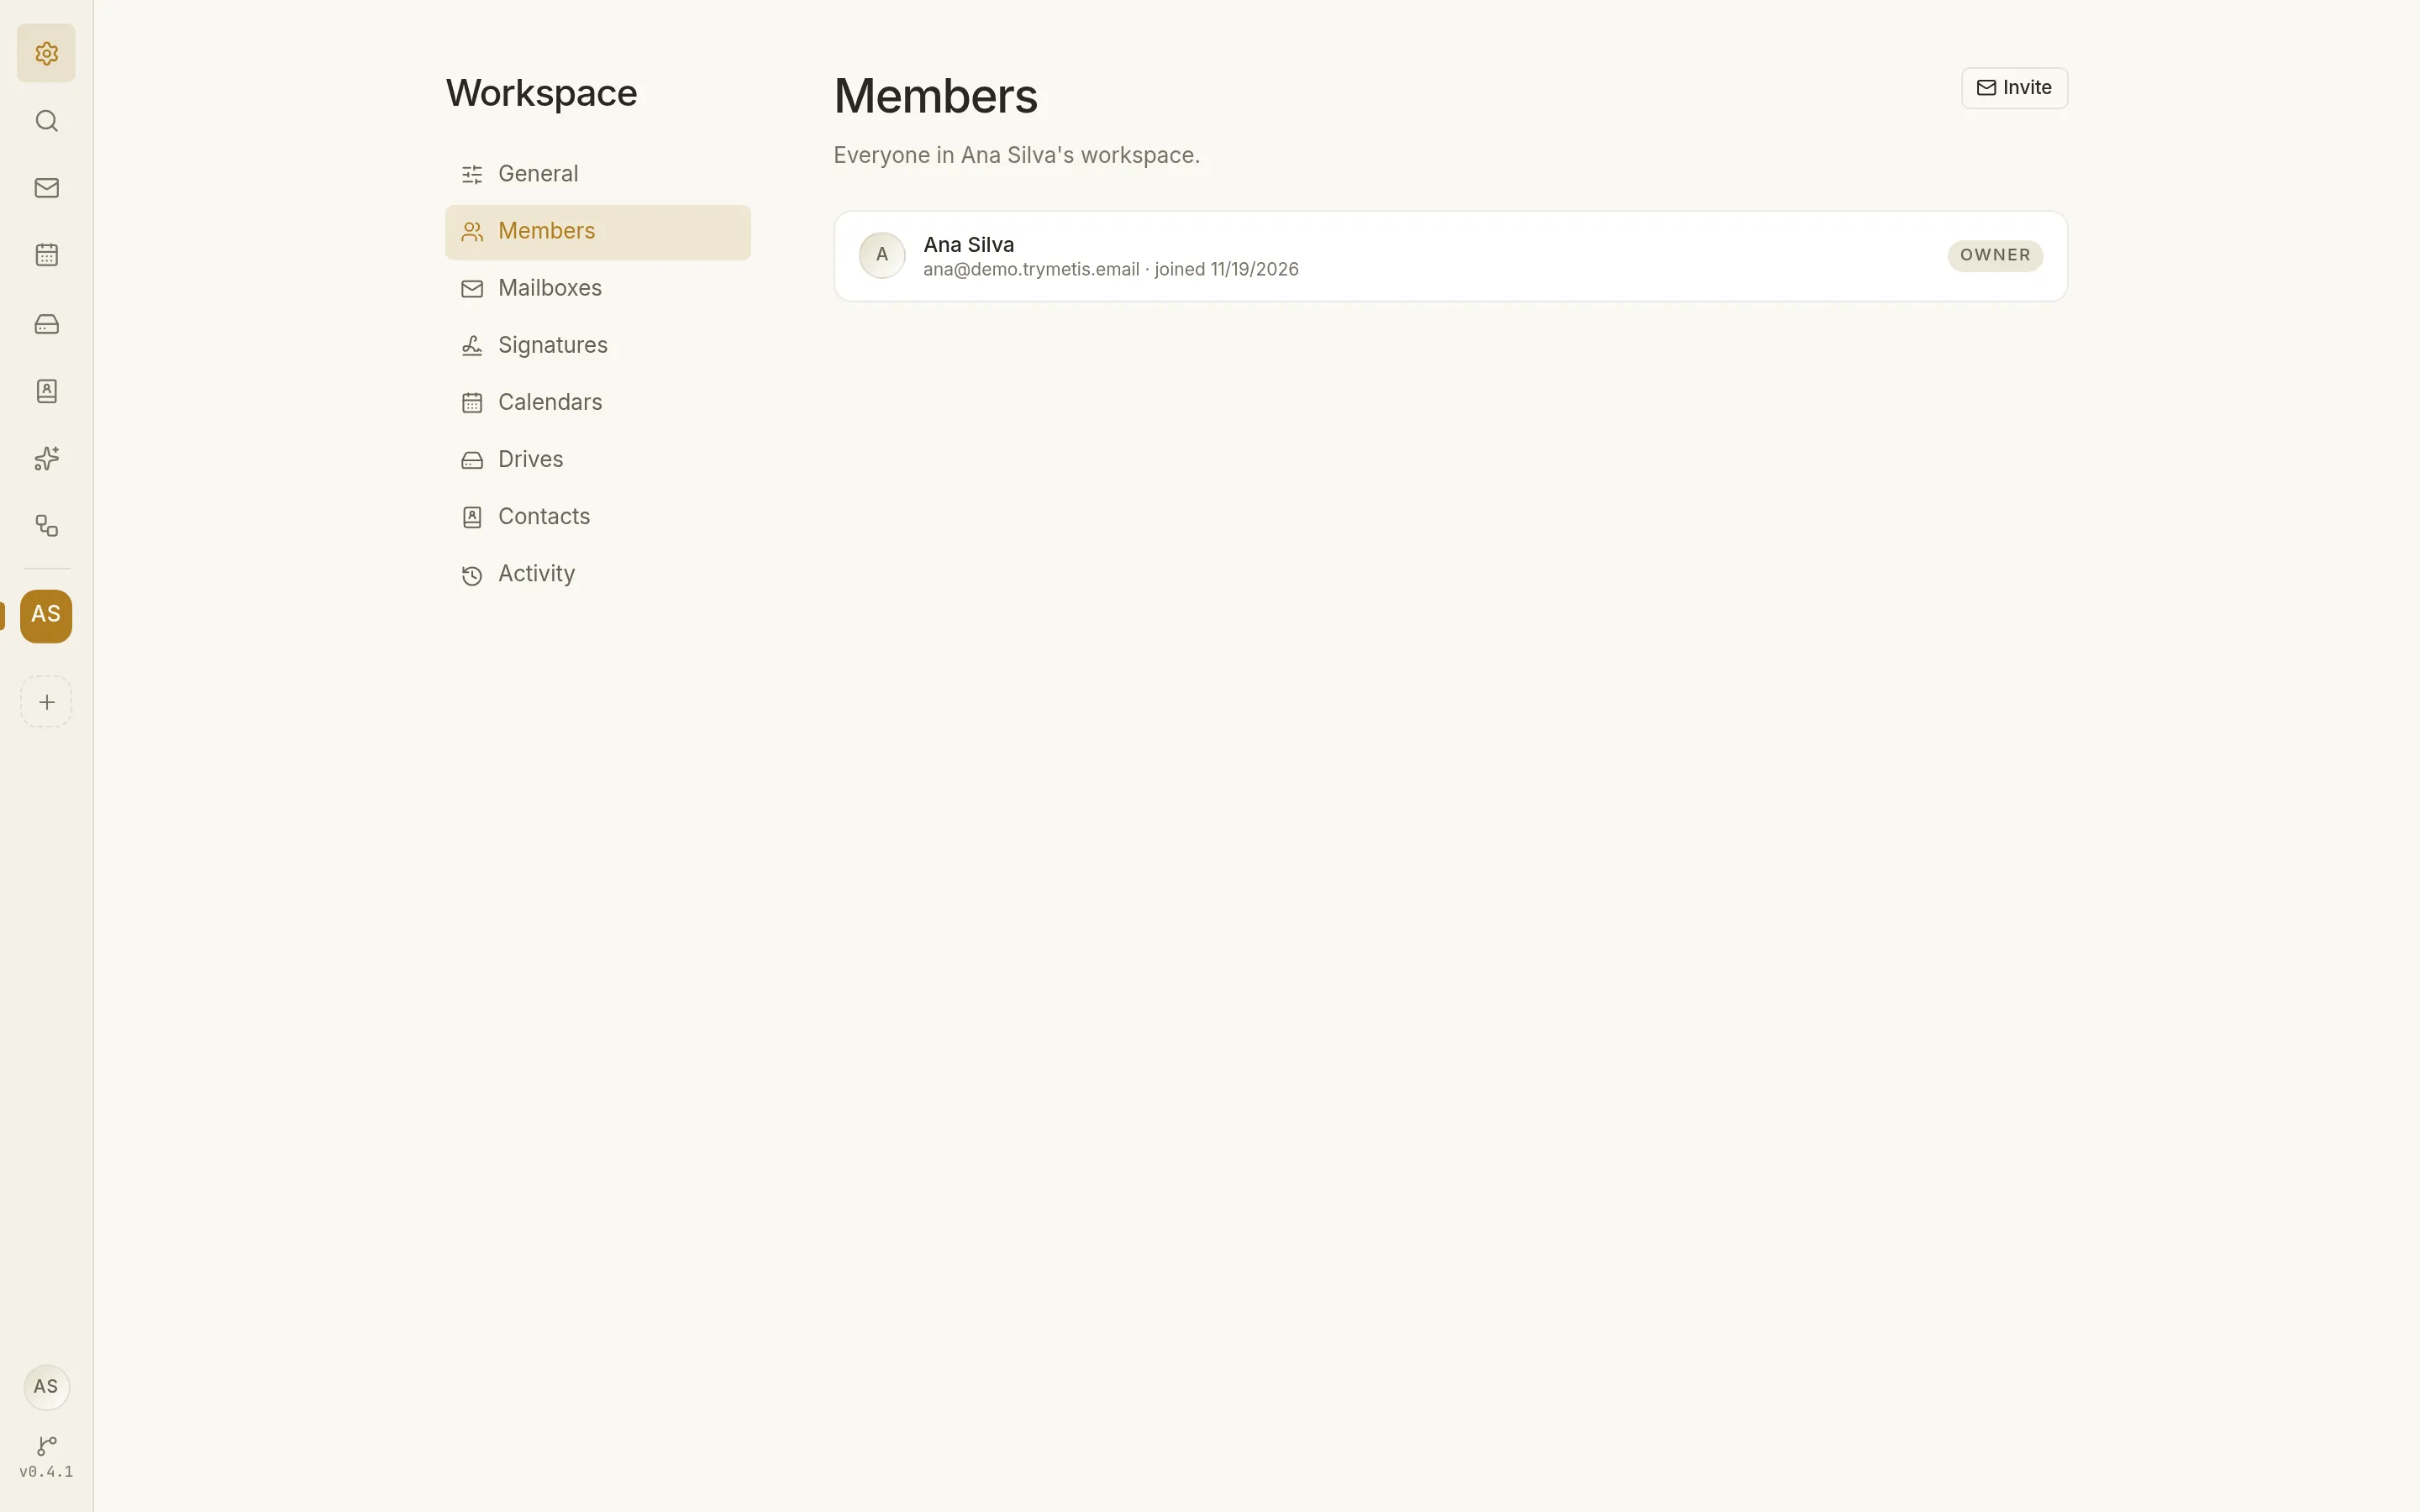 Workspace
General
Members
Mailboxes
Signatures
Calendars
Drives
Contacts
Activity
Members
Everyone in Ana Silva's workspace.
Invite
A
Ana Silva
ana@demo.trymetis.email · joined 11/19/2026
OWNER
AS
AS
v0.4.1